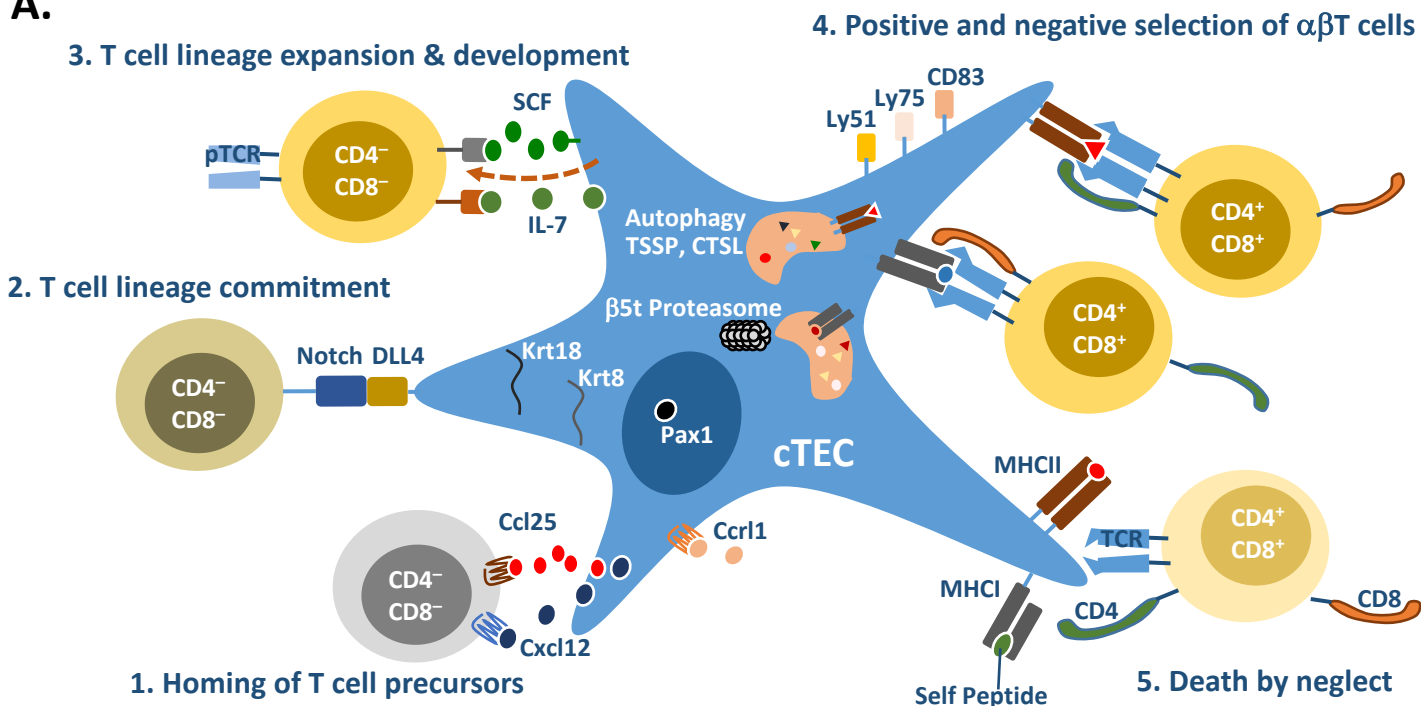 A.
4. Positive and negative selection of αβT cells
3. T cell lineage expansion & development
SCF
pTCR
CD4–
CD8–
IL-7
Ly51
Ly75
CD83
Autophagy
TSSP, CTSL
CD4+
CD8+
2. T cell lineage commitment
β5t Proteasome
CD4+
CD8+
Notch DLL4
CD4–
CD8–
Krt18
Krt8
Pax1
cTEC
MHCII
Ccl25
Ccrl1
CD4–
CD8–
Cxcl12
TCR
CD4+
CD8+
MHCI
CD4
CD8
Self Peptide
1. Homing of T cell precursors
5. Death by neglect